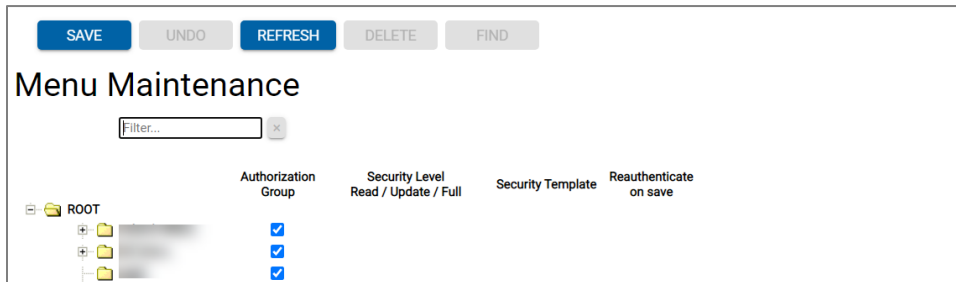 SAVE UNDO REFRESH DELETE FIND
Menu Maintenance
Filter...
Authorization Group Security Level Read / Update / Full Security Template Reauthenticate on save
ROOT